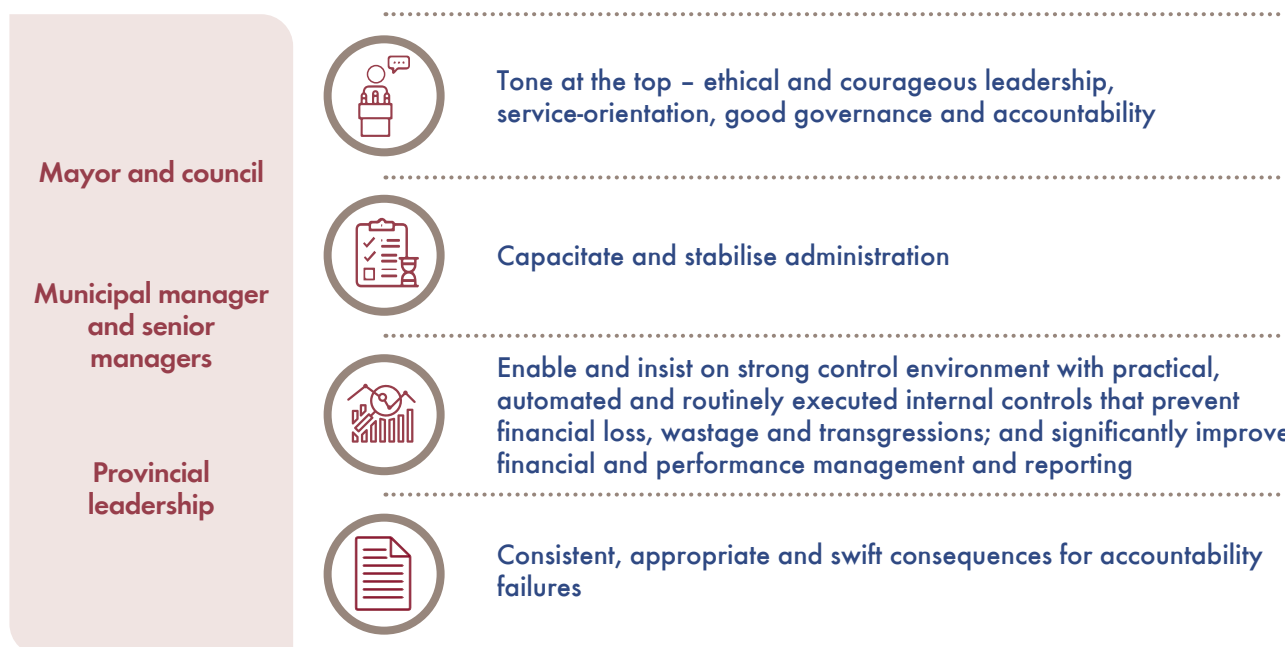 Mayor and council
Municipal manager
and senior
managers
Provincial
leadership
Tone at the top – ethical and courageous leadership,
service-orientation, good governance and accountability
Capacitate and stabilise administration
Enable and insist on strong control environment with practical,
automated and routinely executed internal controls that prevent
financial loss, wastage and transgressions; and significantly improve
financial and performance management and reporting
Consistent, appropriate and swift consequences for accountability
failures